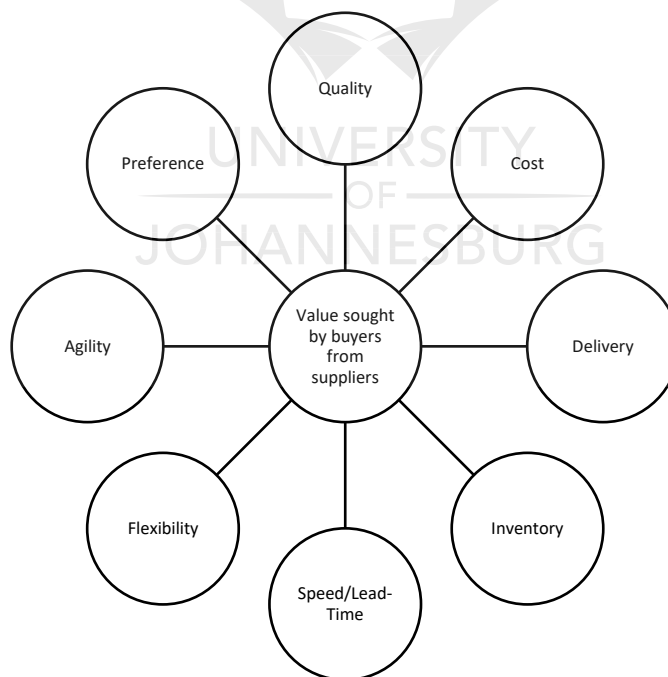 Quality
Preference
Cost
UNIVERSITY
OF
JOHANNESBURG
Agility
Value sought
by buyers
from
suppliers
Delivery
Flexibility
Inventory
Speed/Lead-
Time